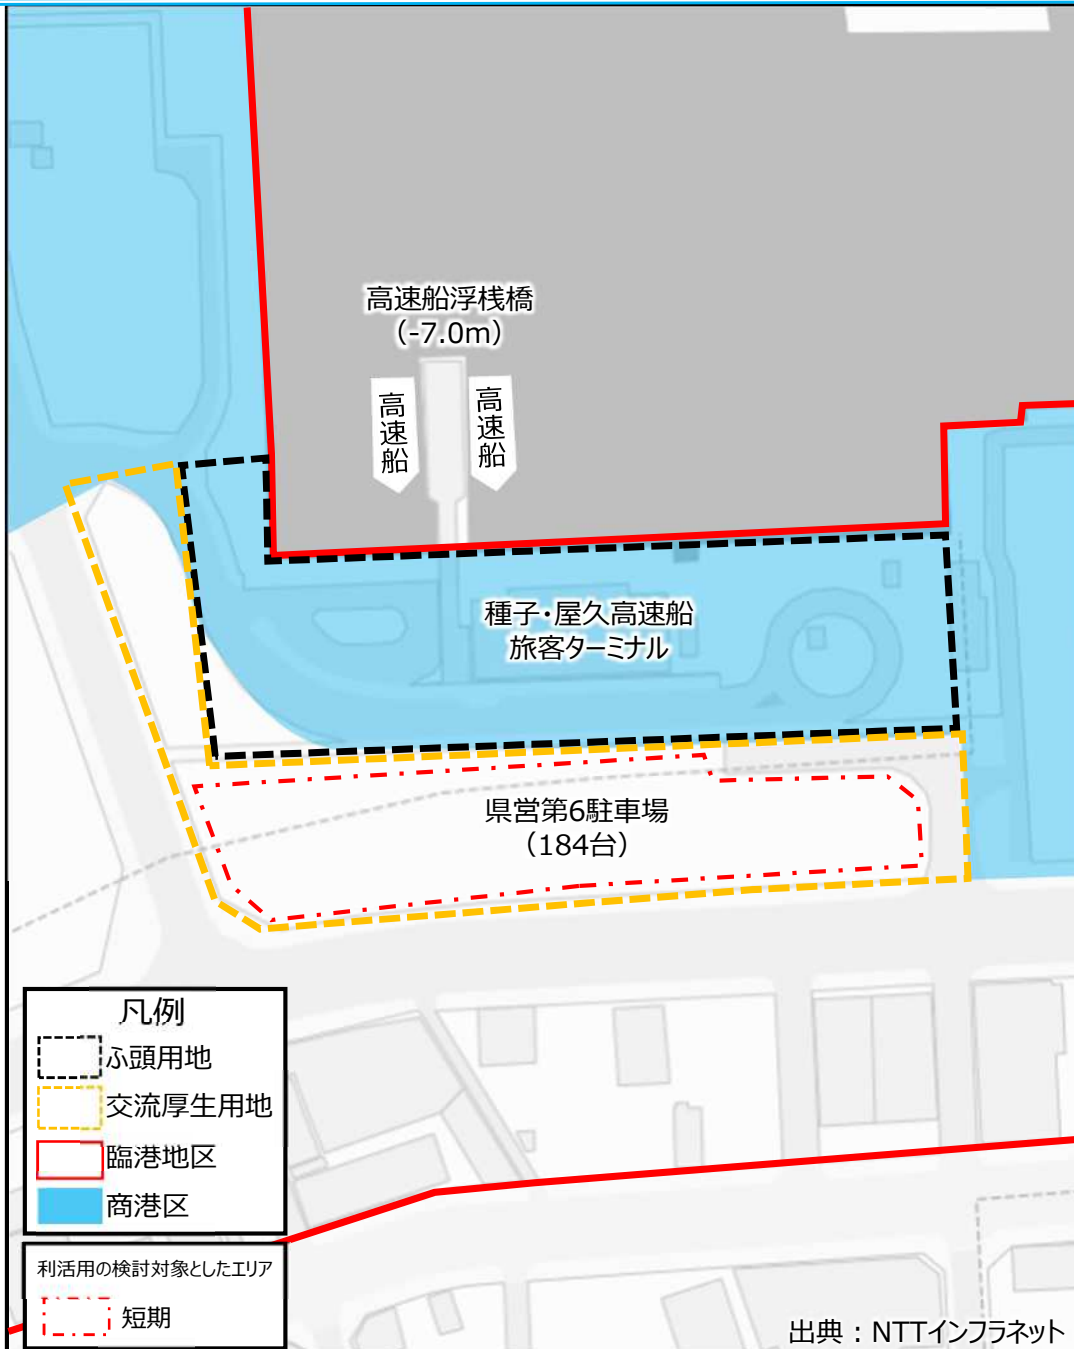 高速船浮桟橋
（-7.0m）
高速船
高速船
種子・屋久高速船
旅客ターミナル
県営第6駐車場
（184台）
凡例
ふ頭用地
交流厚生用地
臨港地区
商港区
利活用の検討対象としたエリア
短期
出典：NTTインフラネット